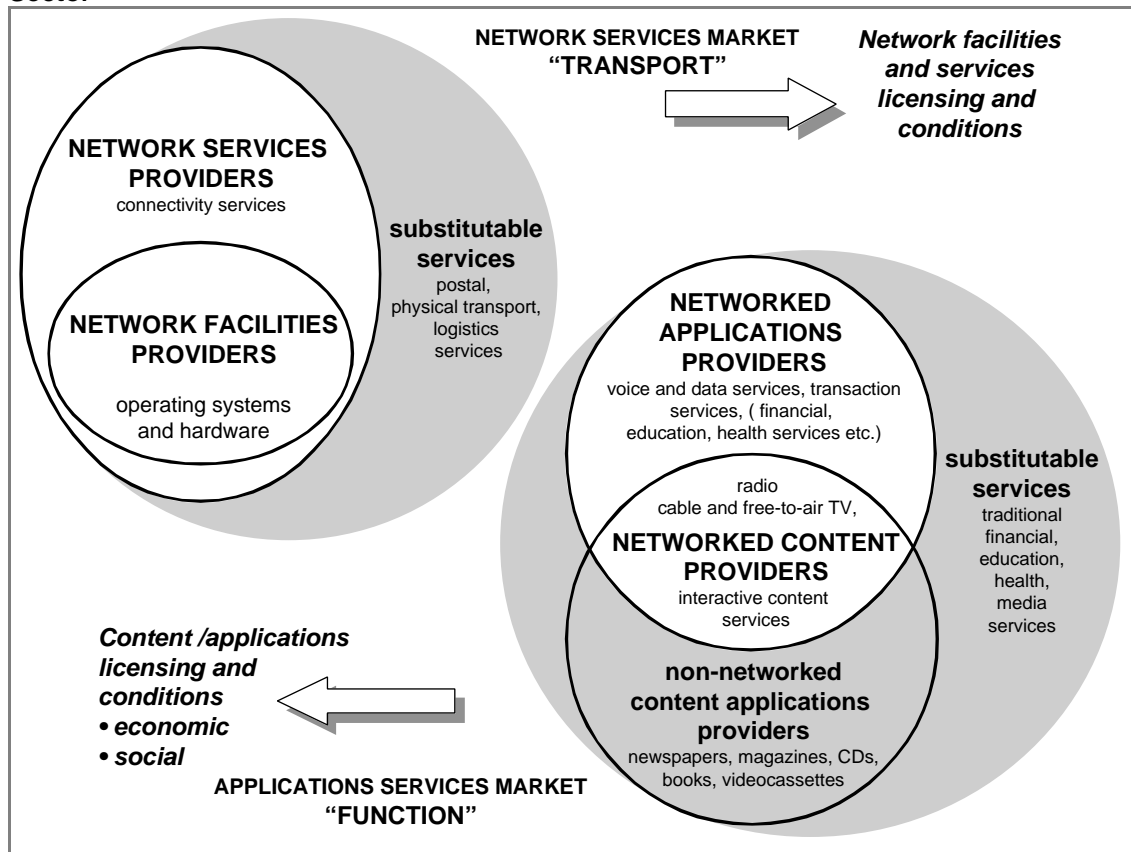 NETWORK SERVICES MARKET
“TRANSPORT”
Network facilities
and services
licensing and
conditions
NETWORK SERVICES
PROVIDERS
connectivity services
substitutable
services
postal,
physical transport,
logistics
services
NETWORK FACILITIES
PROVIDERS
operating systems
and hardware
NETWORKED
APPLICATIONS
PROVIDERS
voice and data services, transaction
services, ( financial,
education, health services etc.)
radio
cable and free-to-air TV,
NETWORKED CONTENT
PROVIDERS
interactive content
services
substitutable
services
traditional
financial,
education,
health,
media
services
non-networked
content applications
providers
newspapers, magazines, CDs,
books, videocassettes
Content /applications
licensing and
conditions
• economic
• social
APPLICATIONS SERVICES MARKET
“FUNCTION”